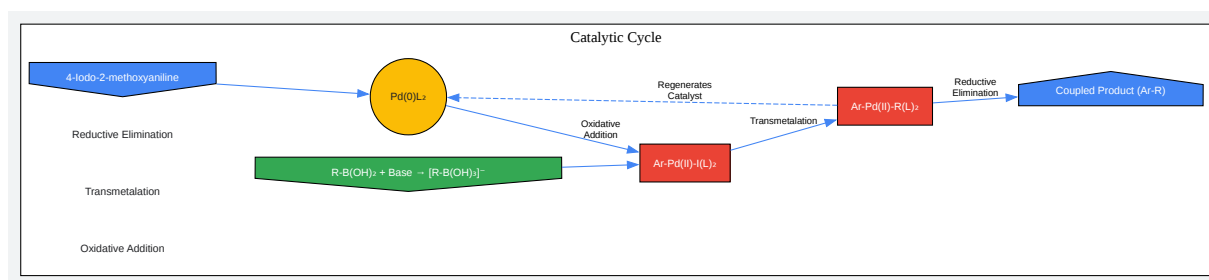 Catalytic Cycle
4-Iodo-2-methoxyaniline
Pd(0)L₂
Regenerates
Catalyst
Ar-Pd(II)-R(L)₂
Reductive
Elimination
Coupled Product (Ar-R)
Reductive Elimination
Oxidative
Addition
Transmetalation
Ar-Pd(II)-I(L)₂
R-B(OH)₂ + Base → [R-B(OH)₃]⁻
Transmetalation
Oxidative Addition